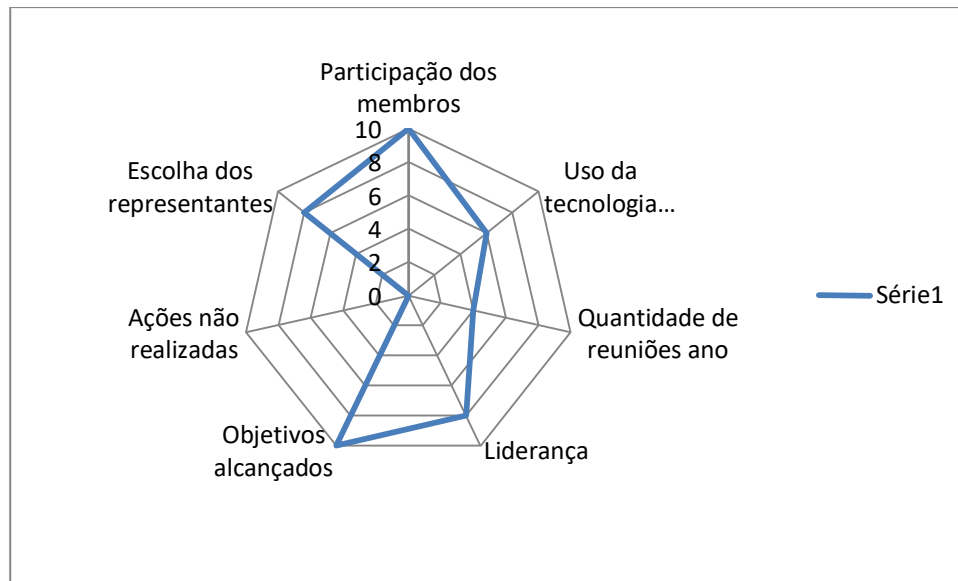 Participação dos
membros
10
8
6
4
2
0
Uso da
tecnologia...
Quantidade de
reuniões ano
Liderança
Objetivos
alcançados
Ações não
realizadas
Escolha dos
representantes
Série1